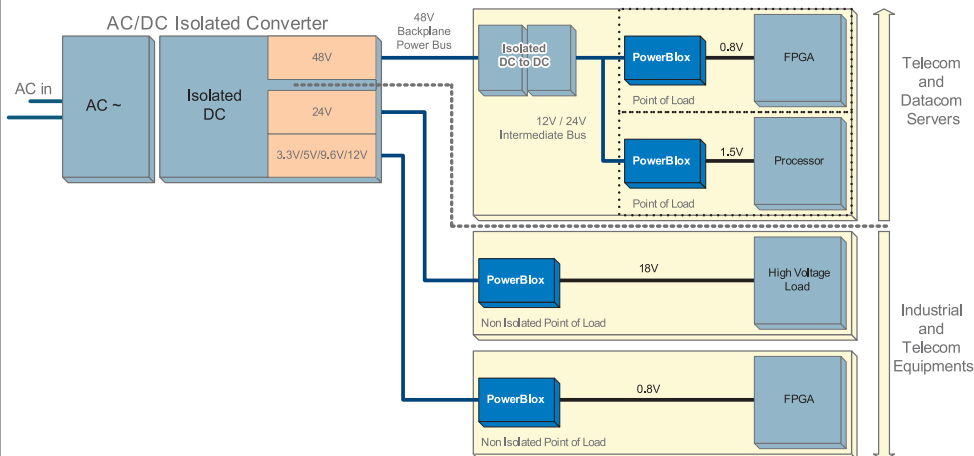 AC/DC Isolated Converter
AC in
AC ~
Isolated
DC
48V
24V
3.3V/5V/9.6V/12V
48V
Backplane
Power Bus
Isolated
DC to DC
12V / 24V
Intermediate Bus
PowerBlox
0.8V
FPGA
Point of Load
PowerBlox
1.5V
Processor
Point of Load
Telecom
and
Datacom
Servers
PowerBlox
18V
High Voltage
Load
Non Isolated Point of Load
PowerBlox
0.8V
FPGA
Non Isolated Point of Load
Industrial
and
Telecom
Equipments